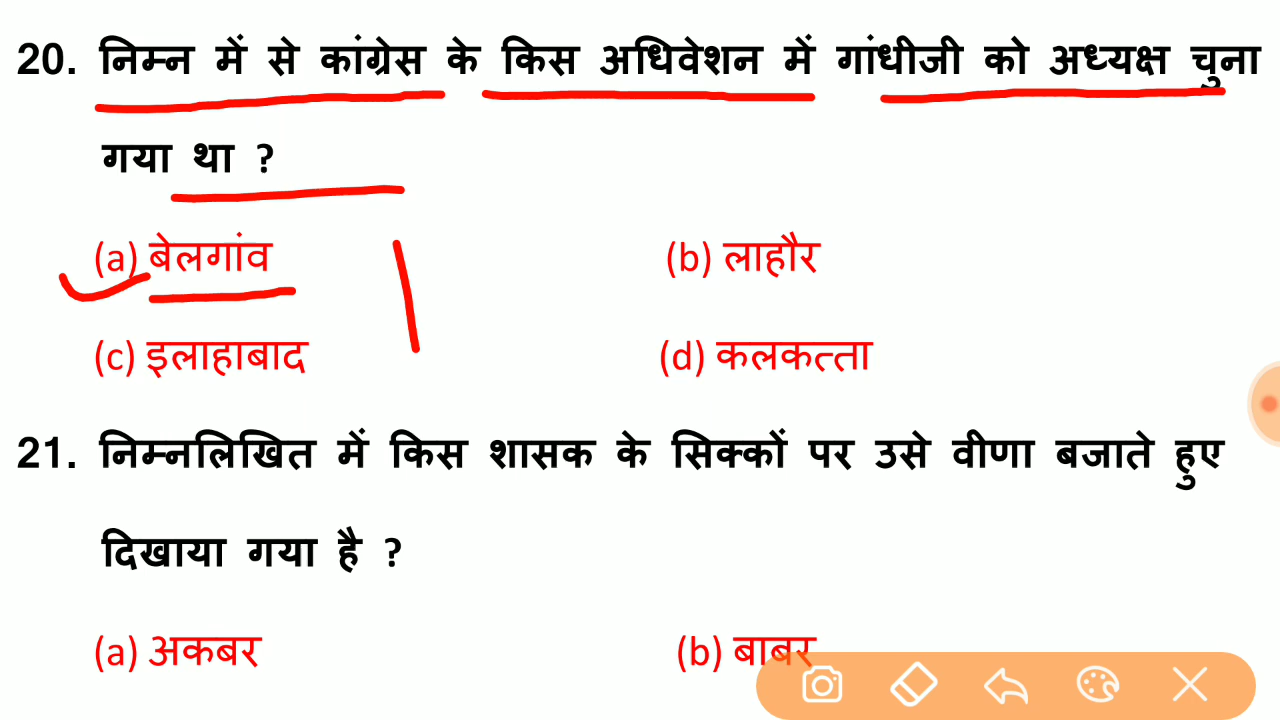 20. निम्न में से कांग्रेस के किस अधिवेशन में गांधीजी को अध्यक्ष चुना
गया था ?
(a) बेलगांव (b) लाहौर
(c) इलाहाबाद (d) कलकत्ता
21. निम्नलिखित में किस शासक के सिक्कों पर उसे वीणा बजाते हुए
दिखाया गया है ?
(a) अकबर (b) बाबर